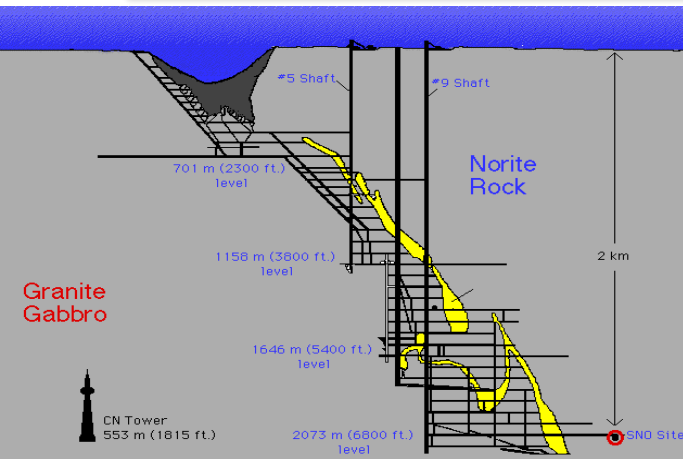 #5 Shaft
#9 Shaft
701 m (2300 ft.)
level
Norite
Rock
1158 m (3800 ft.)
level
2 km
Granite
Gabbro
1646 m (5400 ft.)
level
CN Tower
553 m (1815 ft.)
2073 m (6800 ft.)
level
SNO Site